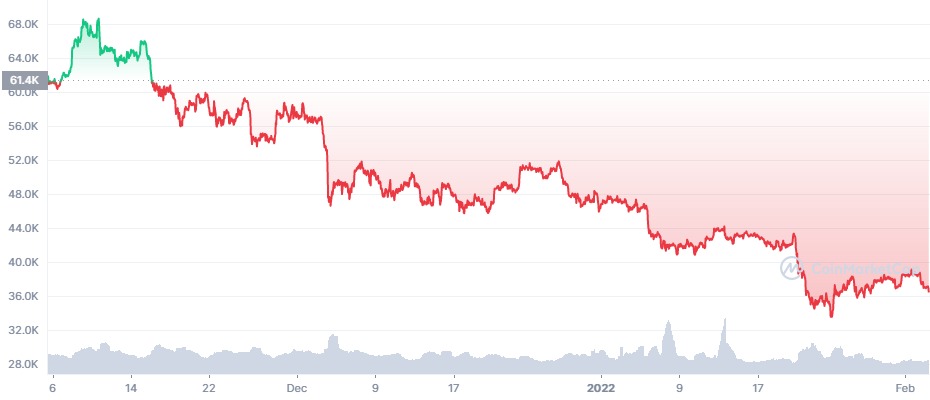 68.0K
64.0K
61.4K
60.0K
56.0K
52.0K
48.0K
44.0K
40.0K
36.0K
32.0K
28.0K
CoinMarketCap
6 14 22 Dec 9 17 2022 9 17 Feb